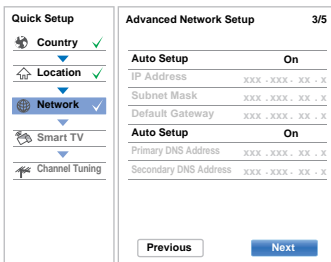 Quick Setup
Country
Location
Network
Smart TV
Channel Tuning
Advanced Network Setup 3/5
Auto Setup On
IP Address xxx . xxx . xx . x
Subnet Mask xxx . xxx . xx . x
Default Gateway xxx . xxx . xx . x
Auto Setup On
Primary DNS Address xxx . xxx . xx . x
Secondary DNS Address xxx . xxx . xx . x
Previous Next